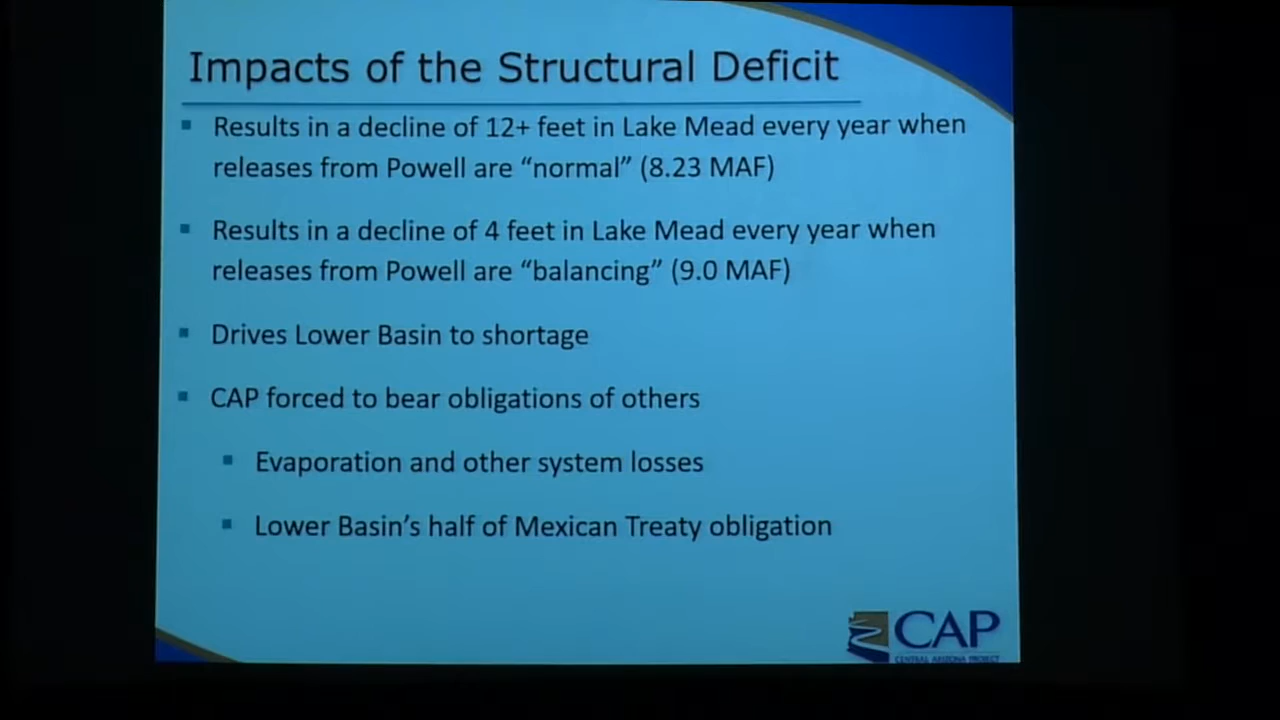 Impacts of the Structural Deficit
▪ Results in a decline of 12+ feet in Lake Mead every year when
releases from Powell are “normal” (8.23 MAF)
▪ Results in a decline of 4 feet in Lake Mead every year when
releases from Powell are “balancing” (9.0 MAF)
▪ Drives Lower Basin to shortage
▪ CAP forced to bear obligations of others
▪ Evaporation and other system losses
▪ Lower Basin’s half of Mexican Treaty obligation
CAP
CENTRAL ARIZONA PROJECT